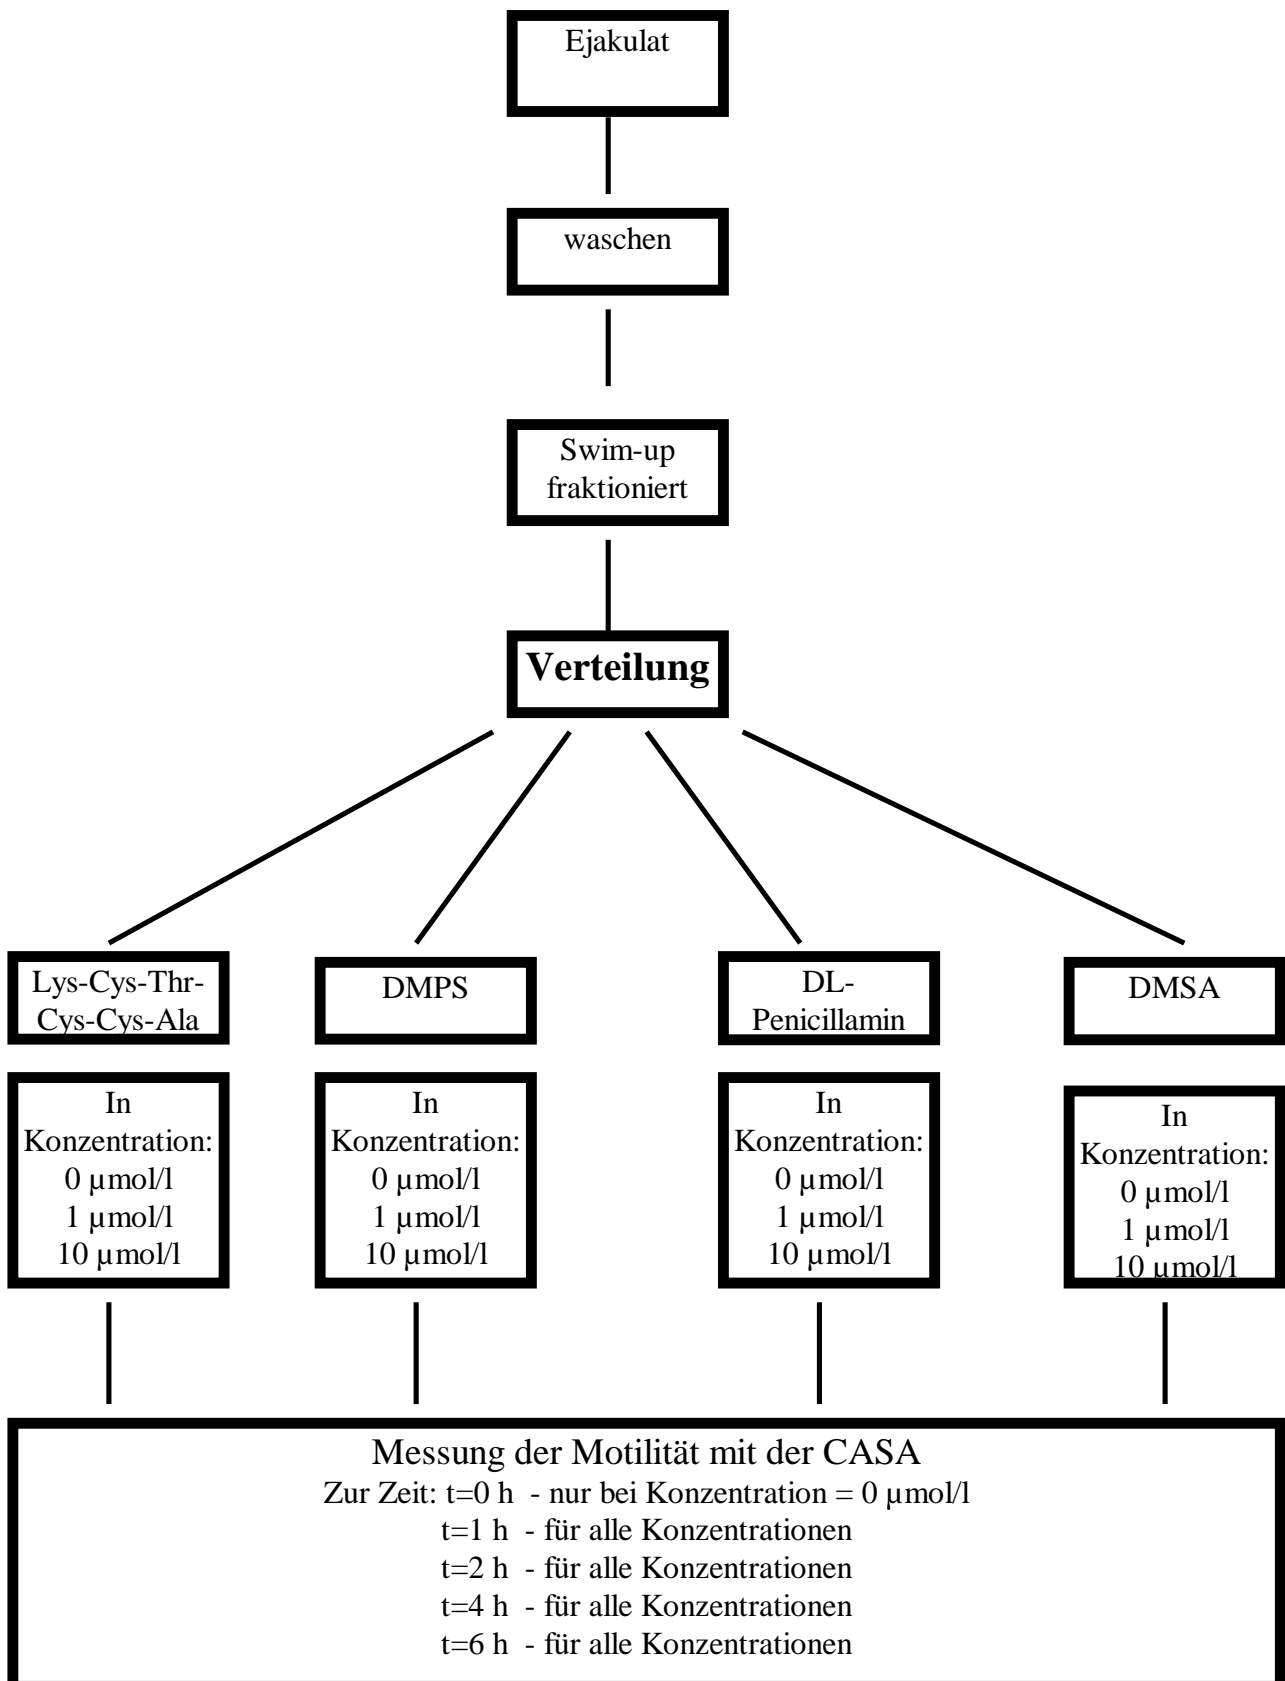 Ejakulat
waschen
Swim-up
fraktioniert
Verteilung
Lys-Cys-Thr-
Cys-Cys-Ala
DMPS
DL-
Penicillamin
DMSA
In
Konzentration:
0 µmol/l
1 µmol/l
10 µmol/l
In
Konzentration:
0 µmol/l
1 µmol/l
10 µmol/l
In
Konzentration:
0 µmol/l
1 µmol/l
10 µmol/l
In
Konzentration:
0 µmol/l
1 µmol/l
10 µmol/l
Messung der Motilität mit der CASA
Zur Zeit: t=0 h - nur bei Konzentration = 0 µmol/l
t=1 h - für alle Konzentrationen
t=2 h - für alle Konzentrationen
t=4 h - für alle Konzentrationen
t=6 h - für alle Konzentrationen